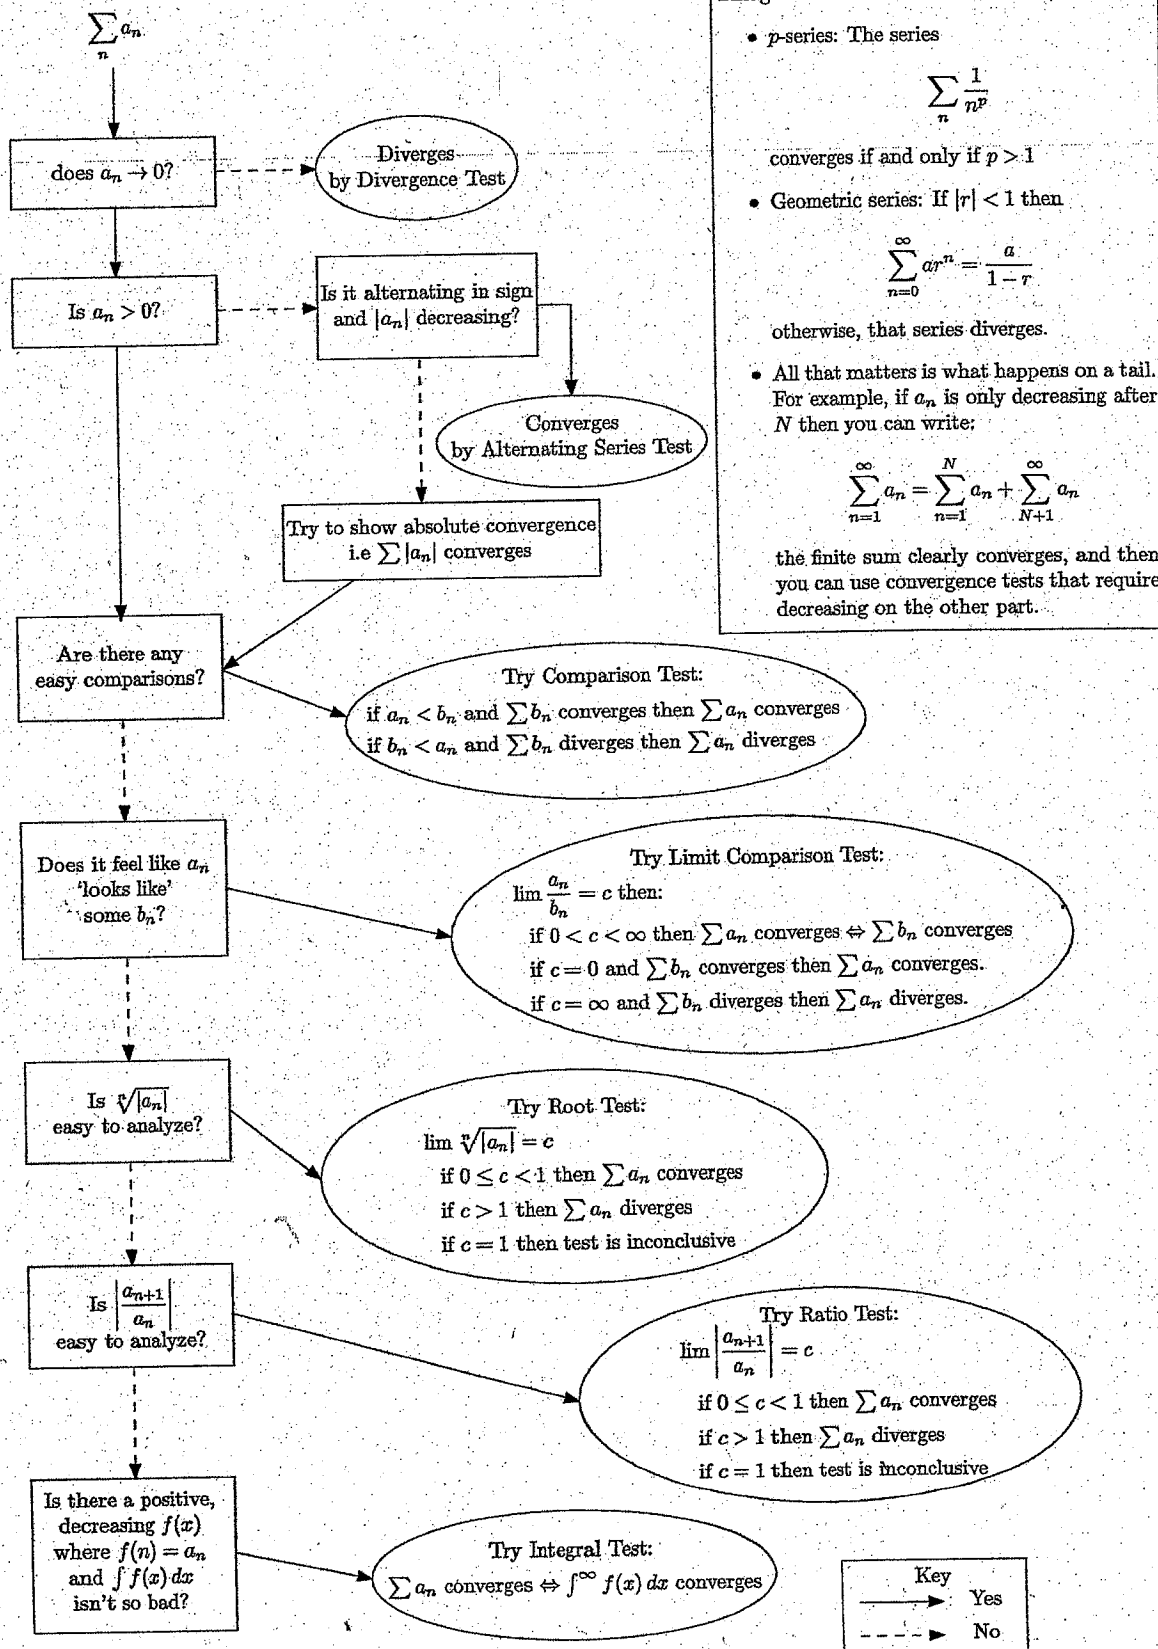 ∑_n a_n
does a_n → 0?
Diverges
by Divergence Test
Is a_n > 0?
Is it alternating in sign
and |a_n| decreasing?
Converges
by Alternating Series Test
Try to show absolute convergence
i.e ∑|a_n| converges
Are there any
easy comparisons?
Try Comparison Test:
if a_n < b_n and ∑ b_n converges then ∑ a_n converges
if b_n < a_n and ∑ b_n diverges then ∑ a_n diverges
Does it feel like a_n
'looks like'
some b_n?
Try Limit Comparison Test:
lim a_n/b_n = c then:
if 0 < c < ∞ then ∑ a_n converges ⇔ ∑ b_n converges
if c = 0 and ∑ b_n converges then ∑ a_n converges.
if c = ∞ and ∑ b_n diverges then ∑ a_n diverges.
Is ⁿ√|a_n|
easy to analyze?
Try Root Test:
lim ⁿ√|a_n| = c
if 0 ≤ c < 1 then ∑ a_n converges
if c > 1 then ∑ a_n diverges
if c = 1 then test is inconclusive
Is |a_{n+1}/a_n|
easy to analyze?
Try Ratio Test:
lim |a_{n+1}/a_n| = c
if 0 ≤ c < 1 then ∑ a_n converges
if c > 1 then ∑ a_n diverges
if c = 1 then test is inconclusive
Is there a positive,
decreasing f(x)
where f(n) = a_n
and ∫ f(x) dx
isn't so bad?
Try Integral Test:
∑ a_n converges ⇔ ∫^∞ f(x) dx converges
Key
Yes
No
• p-series: The series
∑_n 1/n^p
converges if and only if p > 1
• Geometric series: If |r| < 1 then
∑_{n=0}^∞ ar^n = a/(1 − r)
otherwise, that series diverges.
• All that matters is what happens on a tail.
For example, if a_n is only decreasing after
N then you can write:
∑_{n=1}^∞ a_n = ∑_{n=1}^N a_n + ∑_{N+1}^∞ a_n
the finite sum clearly converges, and then
you can use convergence tests that require
decreasing on the other part.